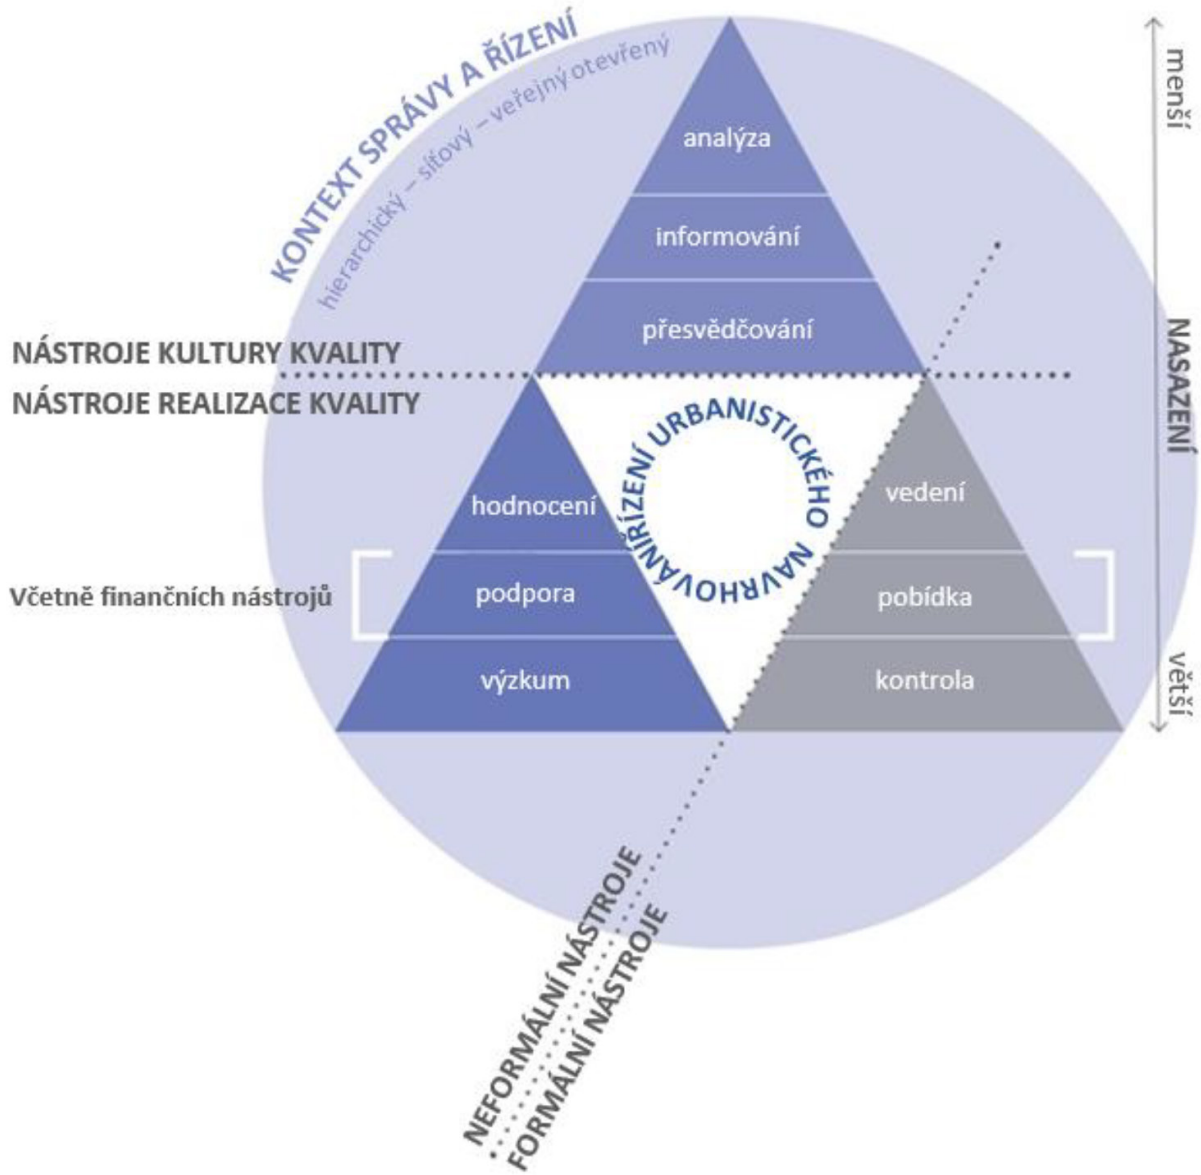 KONTEXT SPRÁVY A ŘÍZENÍ
hierarchický – síťový – veřejný otevřený
menší
analýza
informování
přesvědčování
NÁSTROJE KULTURY KVALITY
NÁSTROJE REALIZACE KVALITY
NASAZENÍ
ŘÍZENÍ URBANISTICKÉHO NAVRHOVÁNÍ
hodnocení
vedení
Včetně finančních nástrojů
podpora
pobídka
výzkum
kontrola
větší
NEFORMÁLNÍ NÁSTROJE
FORMÁLNÍ NÁSTROJE